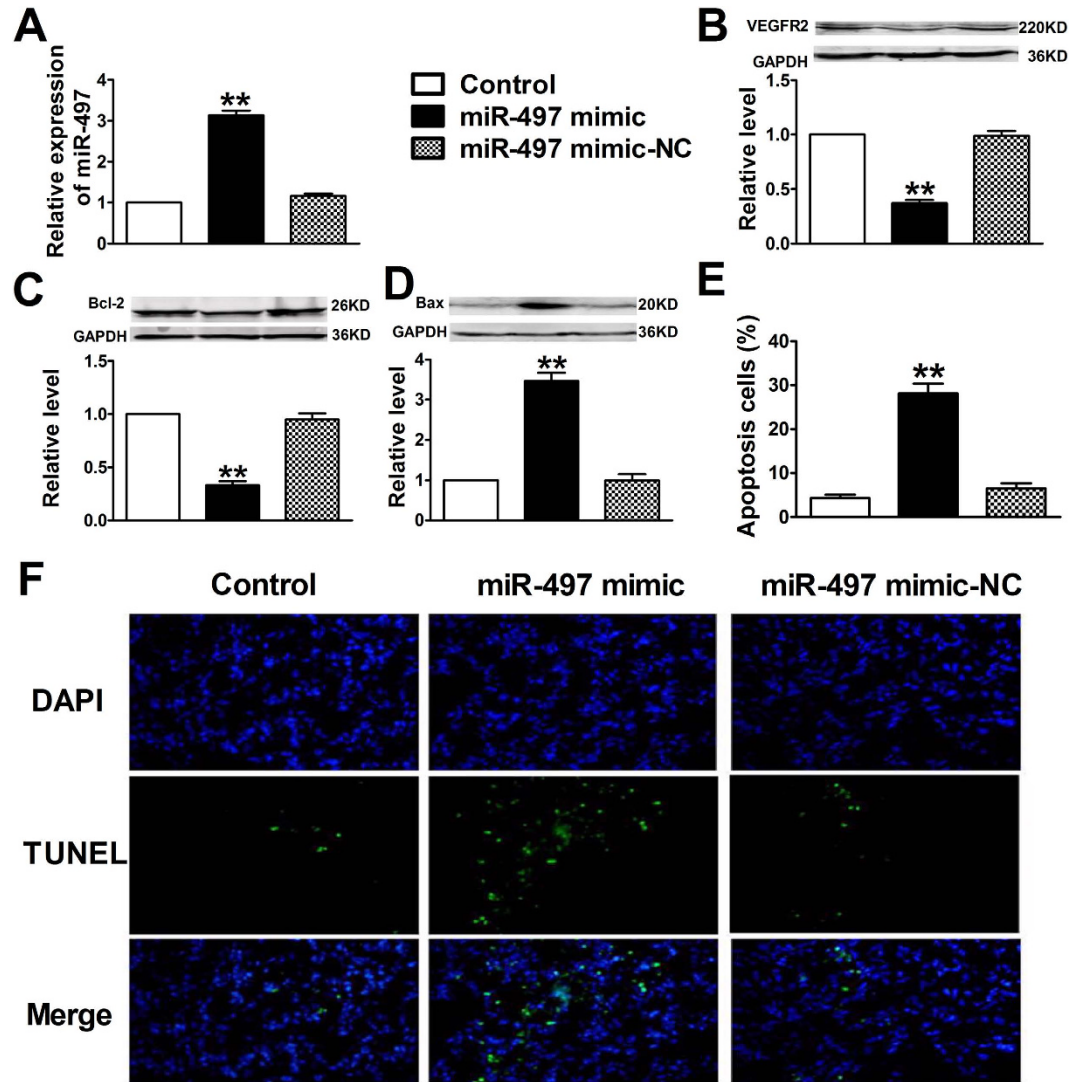 A
Relative expression
of miR-497
4
3
2
1
0
**
Control
miR-497 mimic
miR-497 mimic-NC
B
VEGFR2
220KD
GAPDH
36KD
Relative level
1.5
1.0
0.5
0.0
**
C
Bcl-2
26KD
GAPDH
36KD
Relative level
1.5
1.0
0.5
0.0
**
D
Bax
20KD
GAPDH
36KD
Relative level
4
3
2
1
0
**
E
Apoptosis cells (%)
40
30
20
10
0
**
F
Control
miR-497 mimic
miR-497 mimic-NC
DAPI
TUNEL
Merge